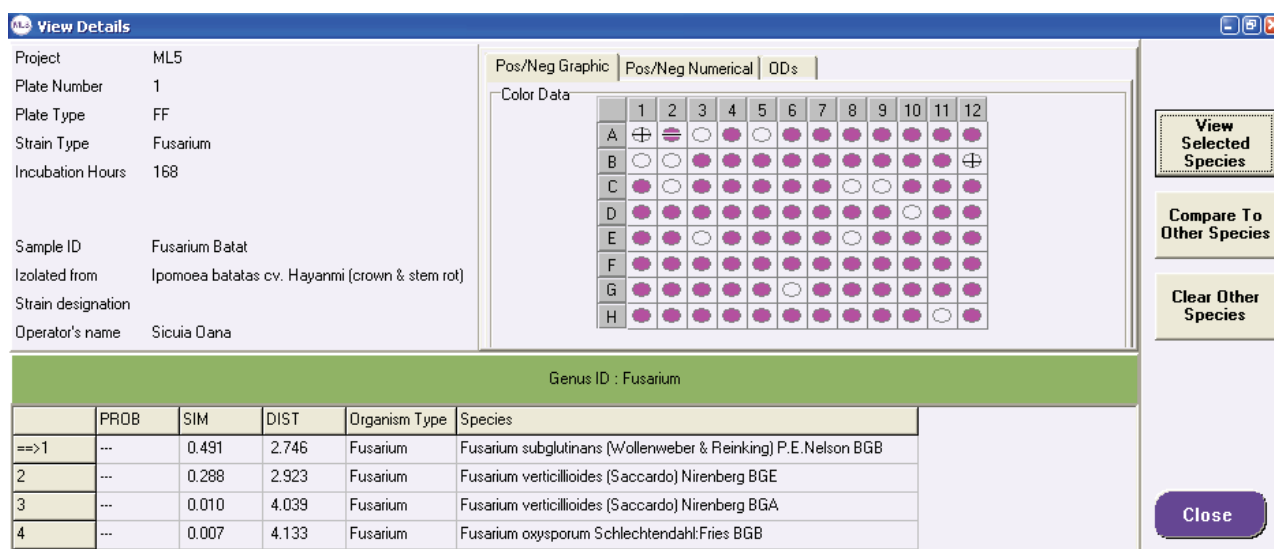 ML5 View Details
Project ML5
Plate Number 1
Plate Type FF
Strain Type Fusarium
Incubation Hours 168
Sample ID Fusarium Batat
Izolated from Ipomoea batatas cv. Hayanmi (crown & stem rot)
Strain designation
Operator's name Sicuia Oana
Pos/Neg Graphic Pos/Neg Numerical ODs
Color Data
1 2 3 4 5 6 7 8 9 10 11 12
A
B
C
D
E
F
G
H
View
Selected
Species
Compare To
Other Species
Clear Other
Species
Genus ID : Fusarium
PROB SIM DIST Organism Type Species
==>1 --- 0.491 2.746 Fusarium Fusarium subglutinans (Wollenweber & Reinking) P.E.Nelson BGB
2 --- 0.288 2.923 Fusarium Fusarium verticillioides (Saccardo) Nirenberg BGE
3 --- 0.010 4.039 Fusarium Fusarium verticillioides (Saccardo) Nirenberg BGA
4 --- 0.007 4.133 Fusarium Fusarium oxysporum Schlechtendahl:Fries BGB
Close